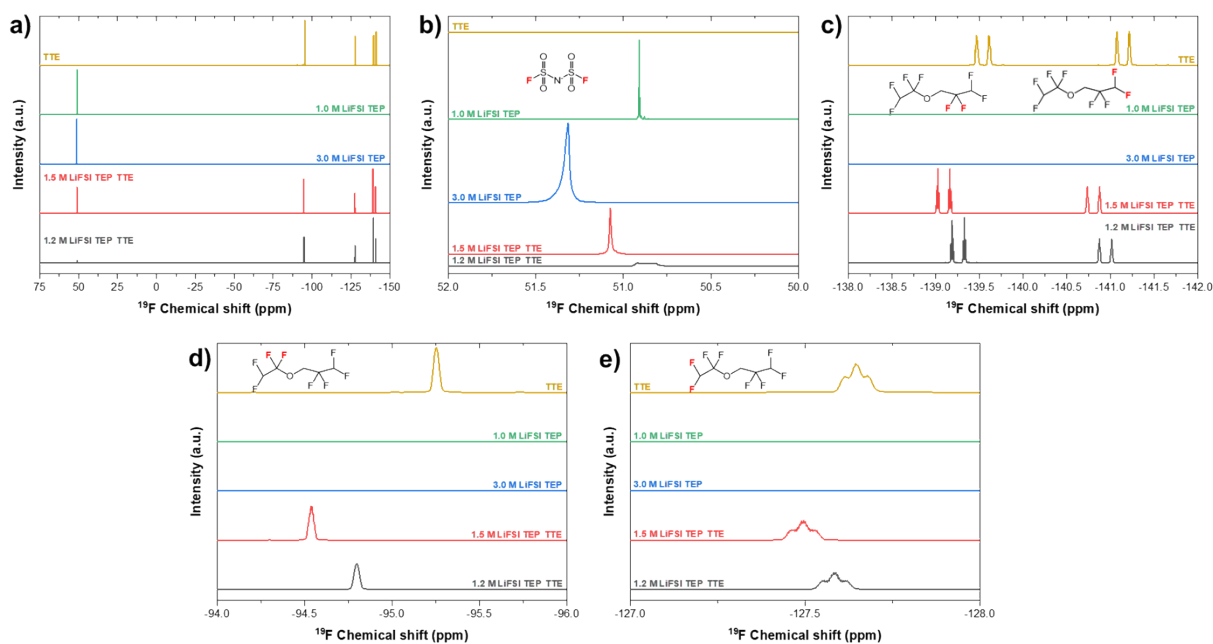 a)
TTE
1.0 M LiFSI TEP
3.0 M LiFSI TEP
1.5 M LiFSI TEP TTE
1.2 M LiFSI TEP TTE
75 50 25 0 -25 -50 -75 -100 -125 -150
¹⁹F Chemical shift (ppm)
Intensity (a.u.)
b)
TTE
O O
F S N S F
O O
1.0 M LiFSI TEP
3.0 M LiFSI TEP
1.5 M LiFSI TEP TTE
1.2 M LiFSI TEP TTE
52.0 51.5 51.0 50.5 50.0
¹⁹F Chemical shift (ppm)
Intensity (a.u.)
c)
TTE
F F F F F O F F F
F F F F F O F F F
1.0 M LiFSI TEP
3.0 M LiFSI TEP
1.5 M LiFSI TEP TTE
1.2 M LiFSI TEP TTE
-138.0 -138.5 -139.0 -139.5 -140.0 -140.5 -141.0 -141.5 -142.0
¹⁹F Chemical shift (ppm)
Intensity (a.u.)
d)
F F F F F O F F F
TTE
1.0 M LiFSI TEP
3.0 M LiFSI TEP
1.5 M LiFSI TEP TTE
1.2 M LiFSI TEP TTE
-94.0 -94.5 -95.0 -95.5 -96.0
¹⁹F Chemical shift (ppm)
Intensity (a.u.)
e)
F F F F F O F F F
TTE
1.0 M LiFSI TEP
3.0 M LiFSI TEP
1.5 M LiFSI TEP TTE
1.2 M LiFSI TEP TTE
-127.0 -127.5 -128.0
¹⁹F Chemical shift (ppm)
Intensity (a.u.)